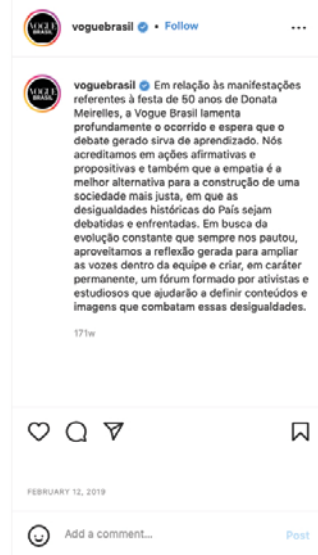 VOGUE
BRASIL
voguebrasil • Follow
VOGUE
BRASIL
voguebrasil Em relação às manifestações
referentes à festa de 50 anos de Donata
Meirelles, a Vogue Brasil lamenta
profundamente o ocorrido e espera que o
debate gerado sirva de aprendizado. Nós
acreditamos em ações afirmativas e
propositivas e também que a empatia é a
melhor alternativa para a construção de uma
sociedade mais justa, em que as
desigualdades históricas do País sejam
debatidas e enfrentadas. Em busca da
evolução constante que sempre nos pautou,
aproveitamos a reflexão gerada para ampliar
as vozes dentro da equipe e criar, em caráter
permanente, um fórum formado por ativistas e
estudiosos que ajudarão a definir conteúdos e
imagens que combatam essas desigualdades.
171w
FEBRUARY 12, 2019
Add a comment...
Post